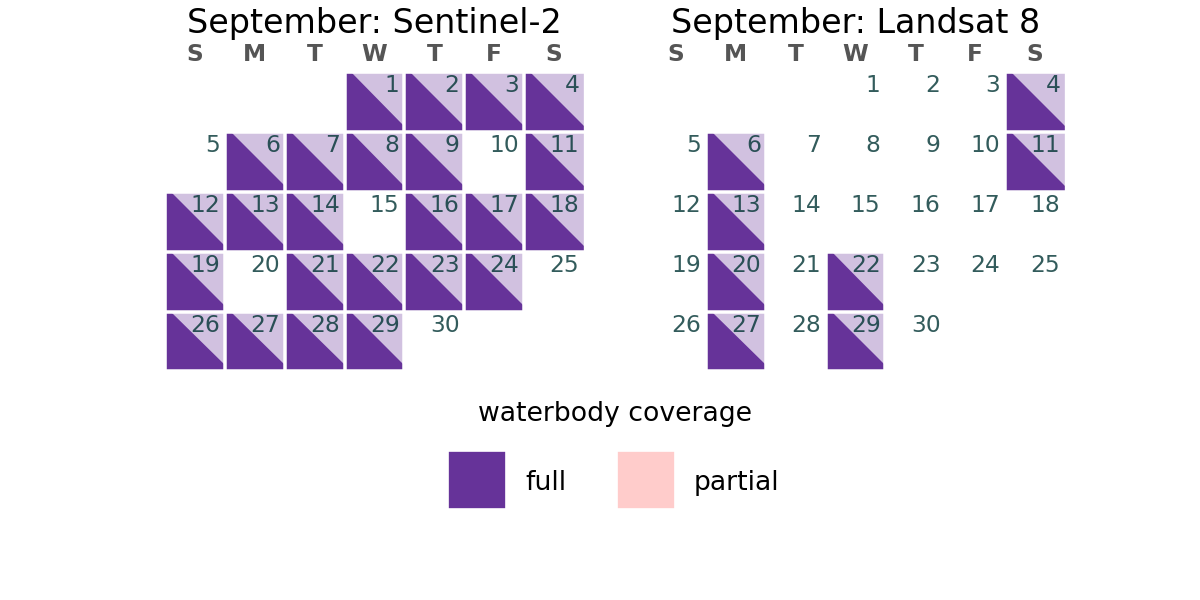 September: Sentinel-2
S M T W T F S
1 2 3 4
5 6 7 8 9 10 11
12 13 14 15 16 17 18
19 20 21 22 23 24 25
26 27 28 29 30
September: Landsat 8
S M T W T F S
1 2 3 4
5 6 7 8 9 10 11
12 13 14 15 16 17 18
19 20 21 22 23 24 25
26 27 28 29 30
waterbody coverage
full partial